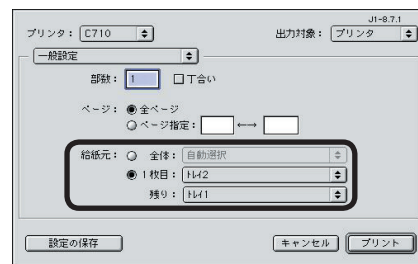 J1-8.7.1
プリンタ： C710 出力対象： プリンタ
一般設定
部数： 1 丁合い
ページ： 全ページ
ページ指定：
給紙元： 全体： 自動選択
1枚目： トレイ2
残り： トレイ1
設定の保存 キャンセル プリント